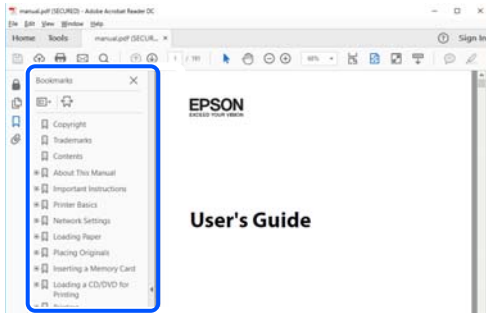 manual.pdf (SECURED) - Adobe Acrobat Reader DC
File Edit View Window Help
Home Tools manual.pdf (SECUR... × Sign In
Bookmarks
EPSON
EXCEED YOUR VISION
Copyright
Trademarks
Contents
About This Manual
Important Instructions
Printer Basics
User's Guide
Network Settings
Loading Paper
Placing Originals
Inserting a Memory Card
Loading a CD/DVD for
Printing